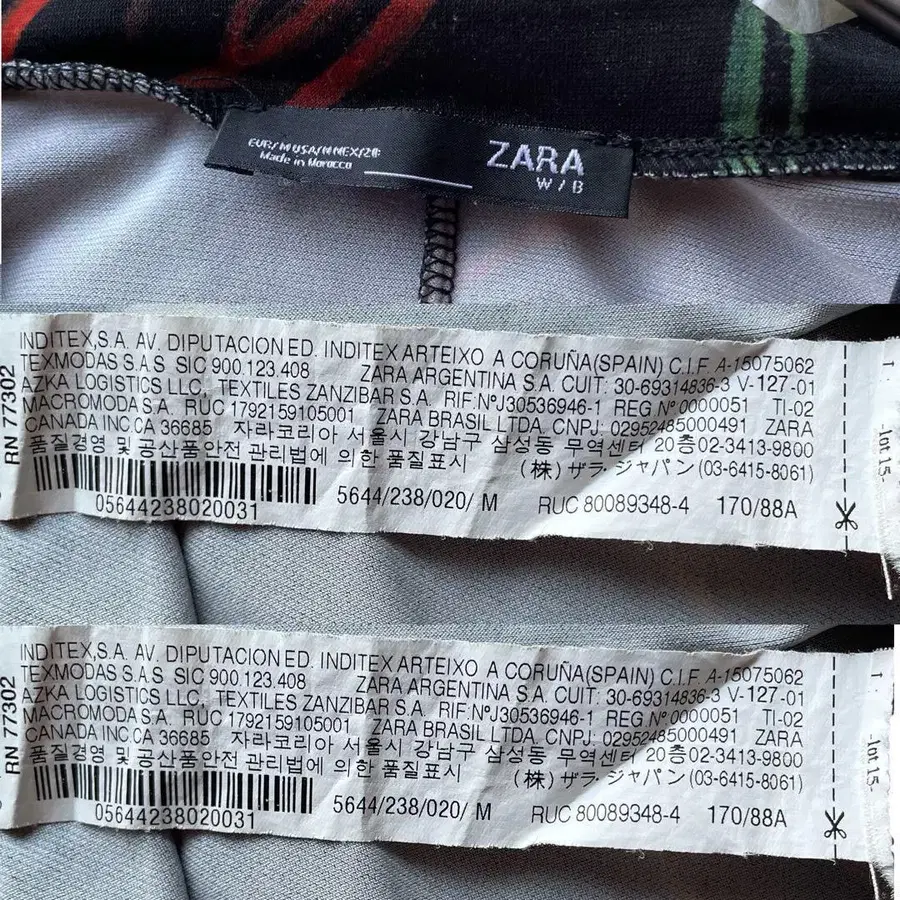 EUR/M USA/M MEX/28
Made in Morocco
ZARA
W/B
RN 77302
INDITEX,S.A. AV. DIPUTACION ED. INDITEX ARTEIXO A CORUÑA(SPAIN) C.I.F. A-15075062
TEXMODAS S.A.S SIC 900.123.408 ZARA ARGENTINA S.A. CUIT: 30-69314836-3 V-127-01
AZKA LOGISTICS LLC. TEXTILES ZANZIBAR S.A. RIF:NºJ30536946-1 REG.Nº 0000051 TI-02
MACROMODA S.A. RUC 1792159105001 ZARA BRASIL LTDA. CNPJ: 02952485000491 ZARA
CANADA INC CA 36685 자라코리아 서울시 강남구 삼성동 무역센터 20층02-3413-9800
품질경영 및 공산품안전 관리법에 의한 품질표시 (株) ザラ・ジャパン (03-6415-8061)
05644238020031
5644/238/020/ M RUC 80089348-4 170/88A
-lot 15-
RN 77302
INDITEX,S.A. AV. DIPUTACION ED. INDITEX ARTEIXO A CORUÑA(SPAIN) C.I.F. A-15075062
TEXMODAS S.A.S SIC 900.123.408 ZARA ARGENTINA S.A. CUIT: 30-69314836-3 V-127-01
AZKA LOGISTICS LLC. TEXTILES ZANZIBAR S.A. RIF:NºJ30536946-1 REG.Nº 0000051 TI-02
MACROMODA S.A. RUC 1792159105001 ZARA BRASIL LTDA. CNPJ: 02952485000491 ZARA
CANADA INC CA 36685 자라코리아 서울시 강남구 삼성동 무역센터 20층02-3413-9800
품질경영 및 공산품안전 관리법에 의한 품질표시 (株) ザラ・ジャパン (03-6415-8061)
05644238020031
5644/238/020/ M RUC 80089348-4 170/88A
-lot 15-